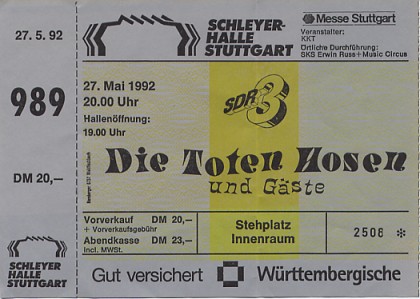 27. 5. 92
989
DM 20,–
SCHLEYER
HALLE
SCHLEYER-
HALLE
STUTTGART
Messe Stuttgart
Veranstalter:
KKT
Örtliche Durchführung:
SKS Erwin Russ+Music Circus
27. Mai 1992
20.00 Uhr
Hallenöffnung:
19.00 Uhr
SDR 3
Die Toten Hosen
und Gäste
Vorverkauf DM 20,–
+ Vorverkaufsgebühr
Abendkasse DM 23,–
incl. MWSt.
Stehplatz
Innenraum
2508 *
Gut versichert Württembergische